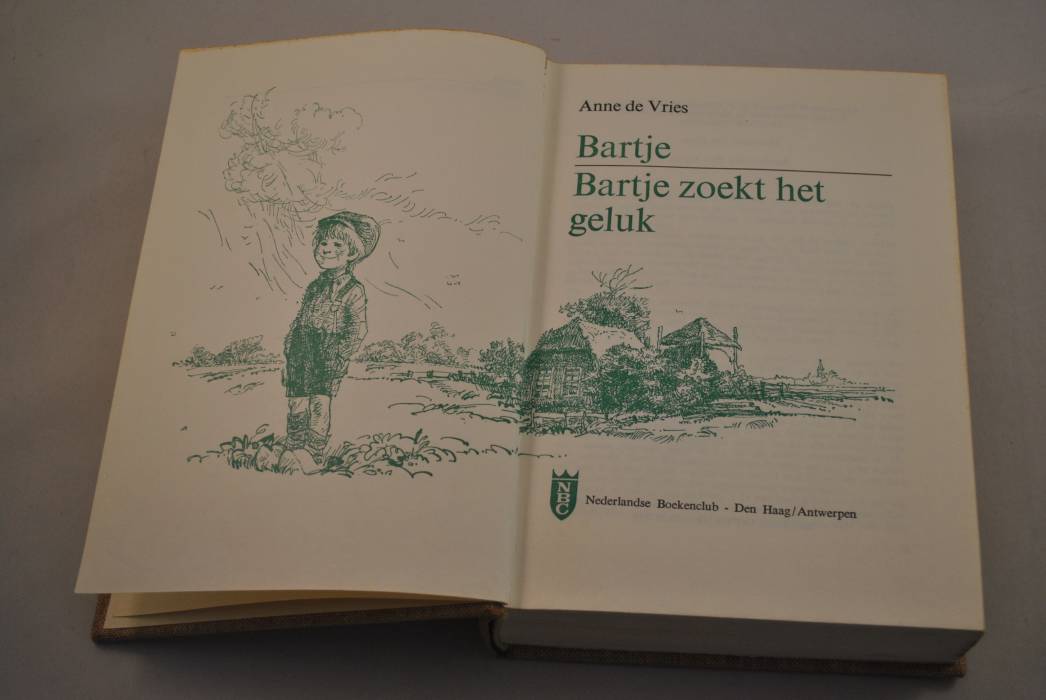 Anne de Vries
Bartje
Bartje zoekt het
geluk
NBC
Nederlandse Boekenclub - Den Haag/Antwerpen